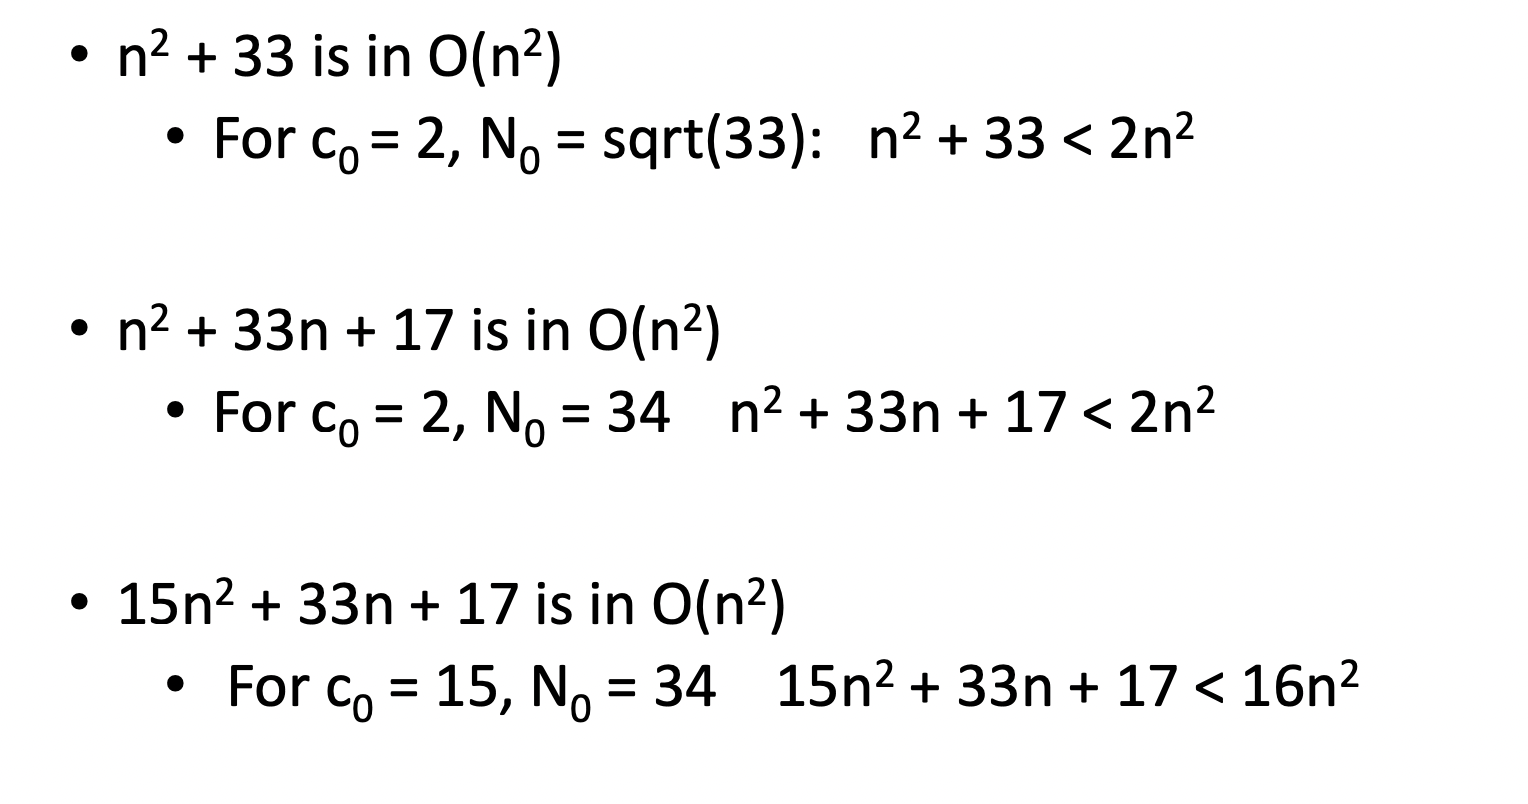 • n² + 33 is in O(n²)
• For c₀ = 2, N₀ = sqrt(33): n² + 33 < 2n²
• n² + 33n + 17 is in O(n²)
• For c₀ = 2, N₀ = 34 n² + 33n + 17 < 2n²
• 15n² + 33n + 17 is in O(n²)
• For c₀ = 15, N₀ = 34 15n² + 33n + 17 < 16n²